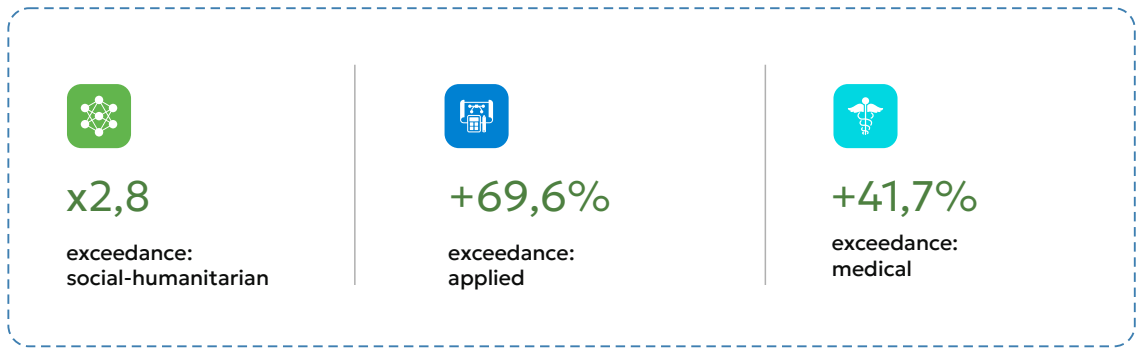 x2,8
exceedance:
social-humanitarian
+69,6%
exceedance:
applied
+41,7%
exceedance:
medical